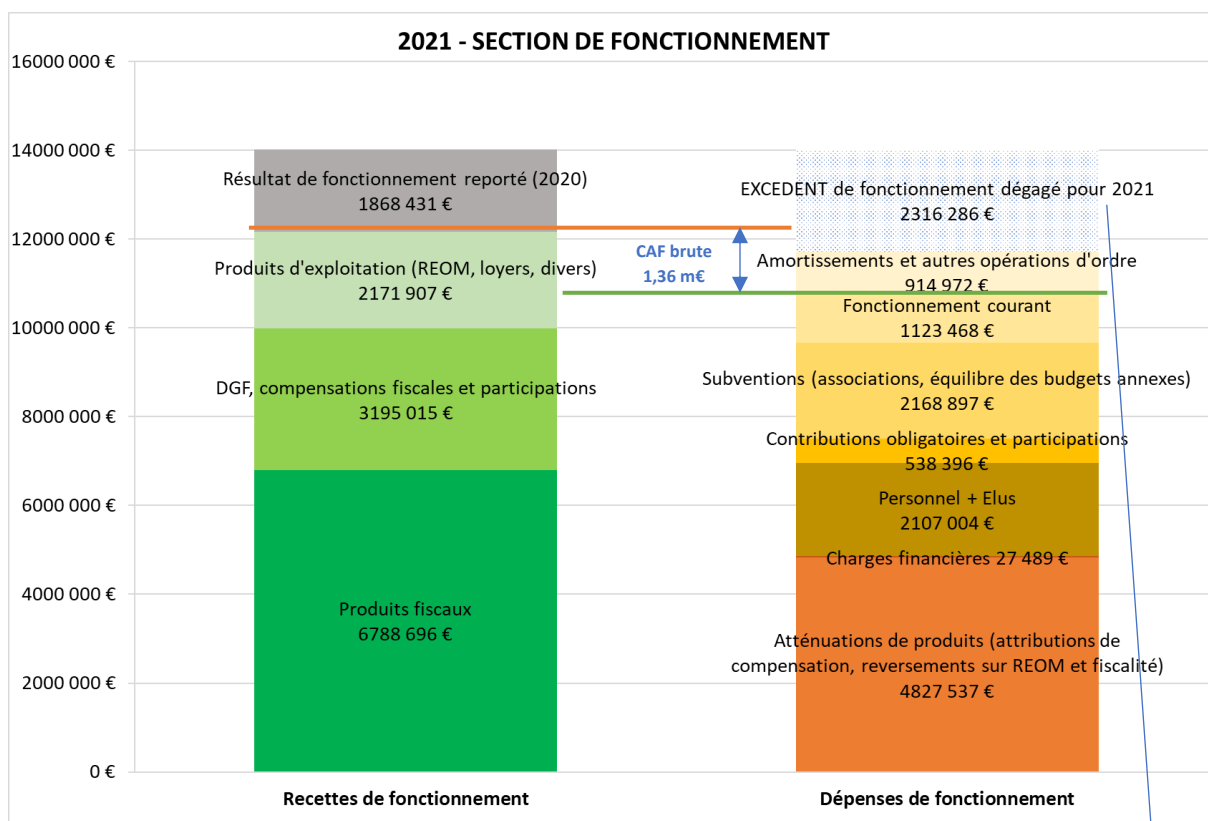 2021 - SECTION DE FONCTIONNEMENT
16000 000 €
14000 000 €
12000 000 €
10000 000 €
8000 000 €
6000 000 €
4000 000 €
2000 000 €
0 €
Résultat de fonctionnement reporté (2020)
1868 431 €
Produits d'exploitation (REOM, loyers, divers)
2171 907 €
DGF, compensations fiscales et participations
3195 015 €
Produits fiscaux
6788 696 €
Recettes de fonctionnement
CAF brute
1,36 m€
EXCEDENT de fonctionnement dégagé pour 2021
2316 286 €
Amortissements et autres opérations d'ordre
914 972 €
Fonctionnement courant
1123 468 €
Subventions (associations, équilibre des budgets annexes)
2168 897 €
Contributions obligatoires et participations
538 396 €
Personnel + Elus
2107 004 €
Charges financières 27 489 €
Atténuations de produits (attributions de
compensation, reversements sur REOM et fiscalité)
4827 537 €
Dépenses de fonctionnement